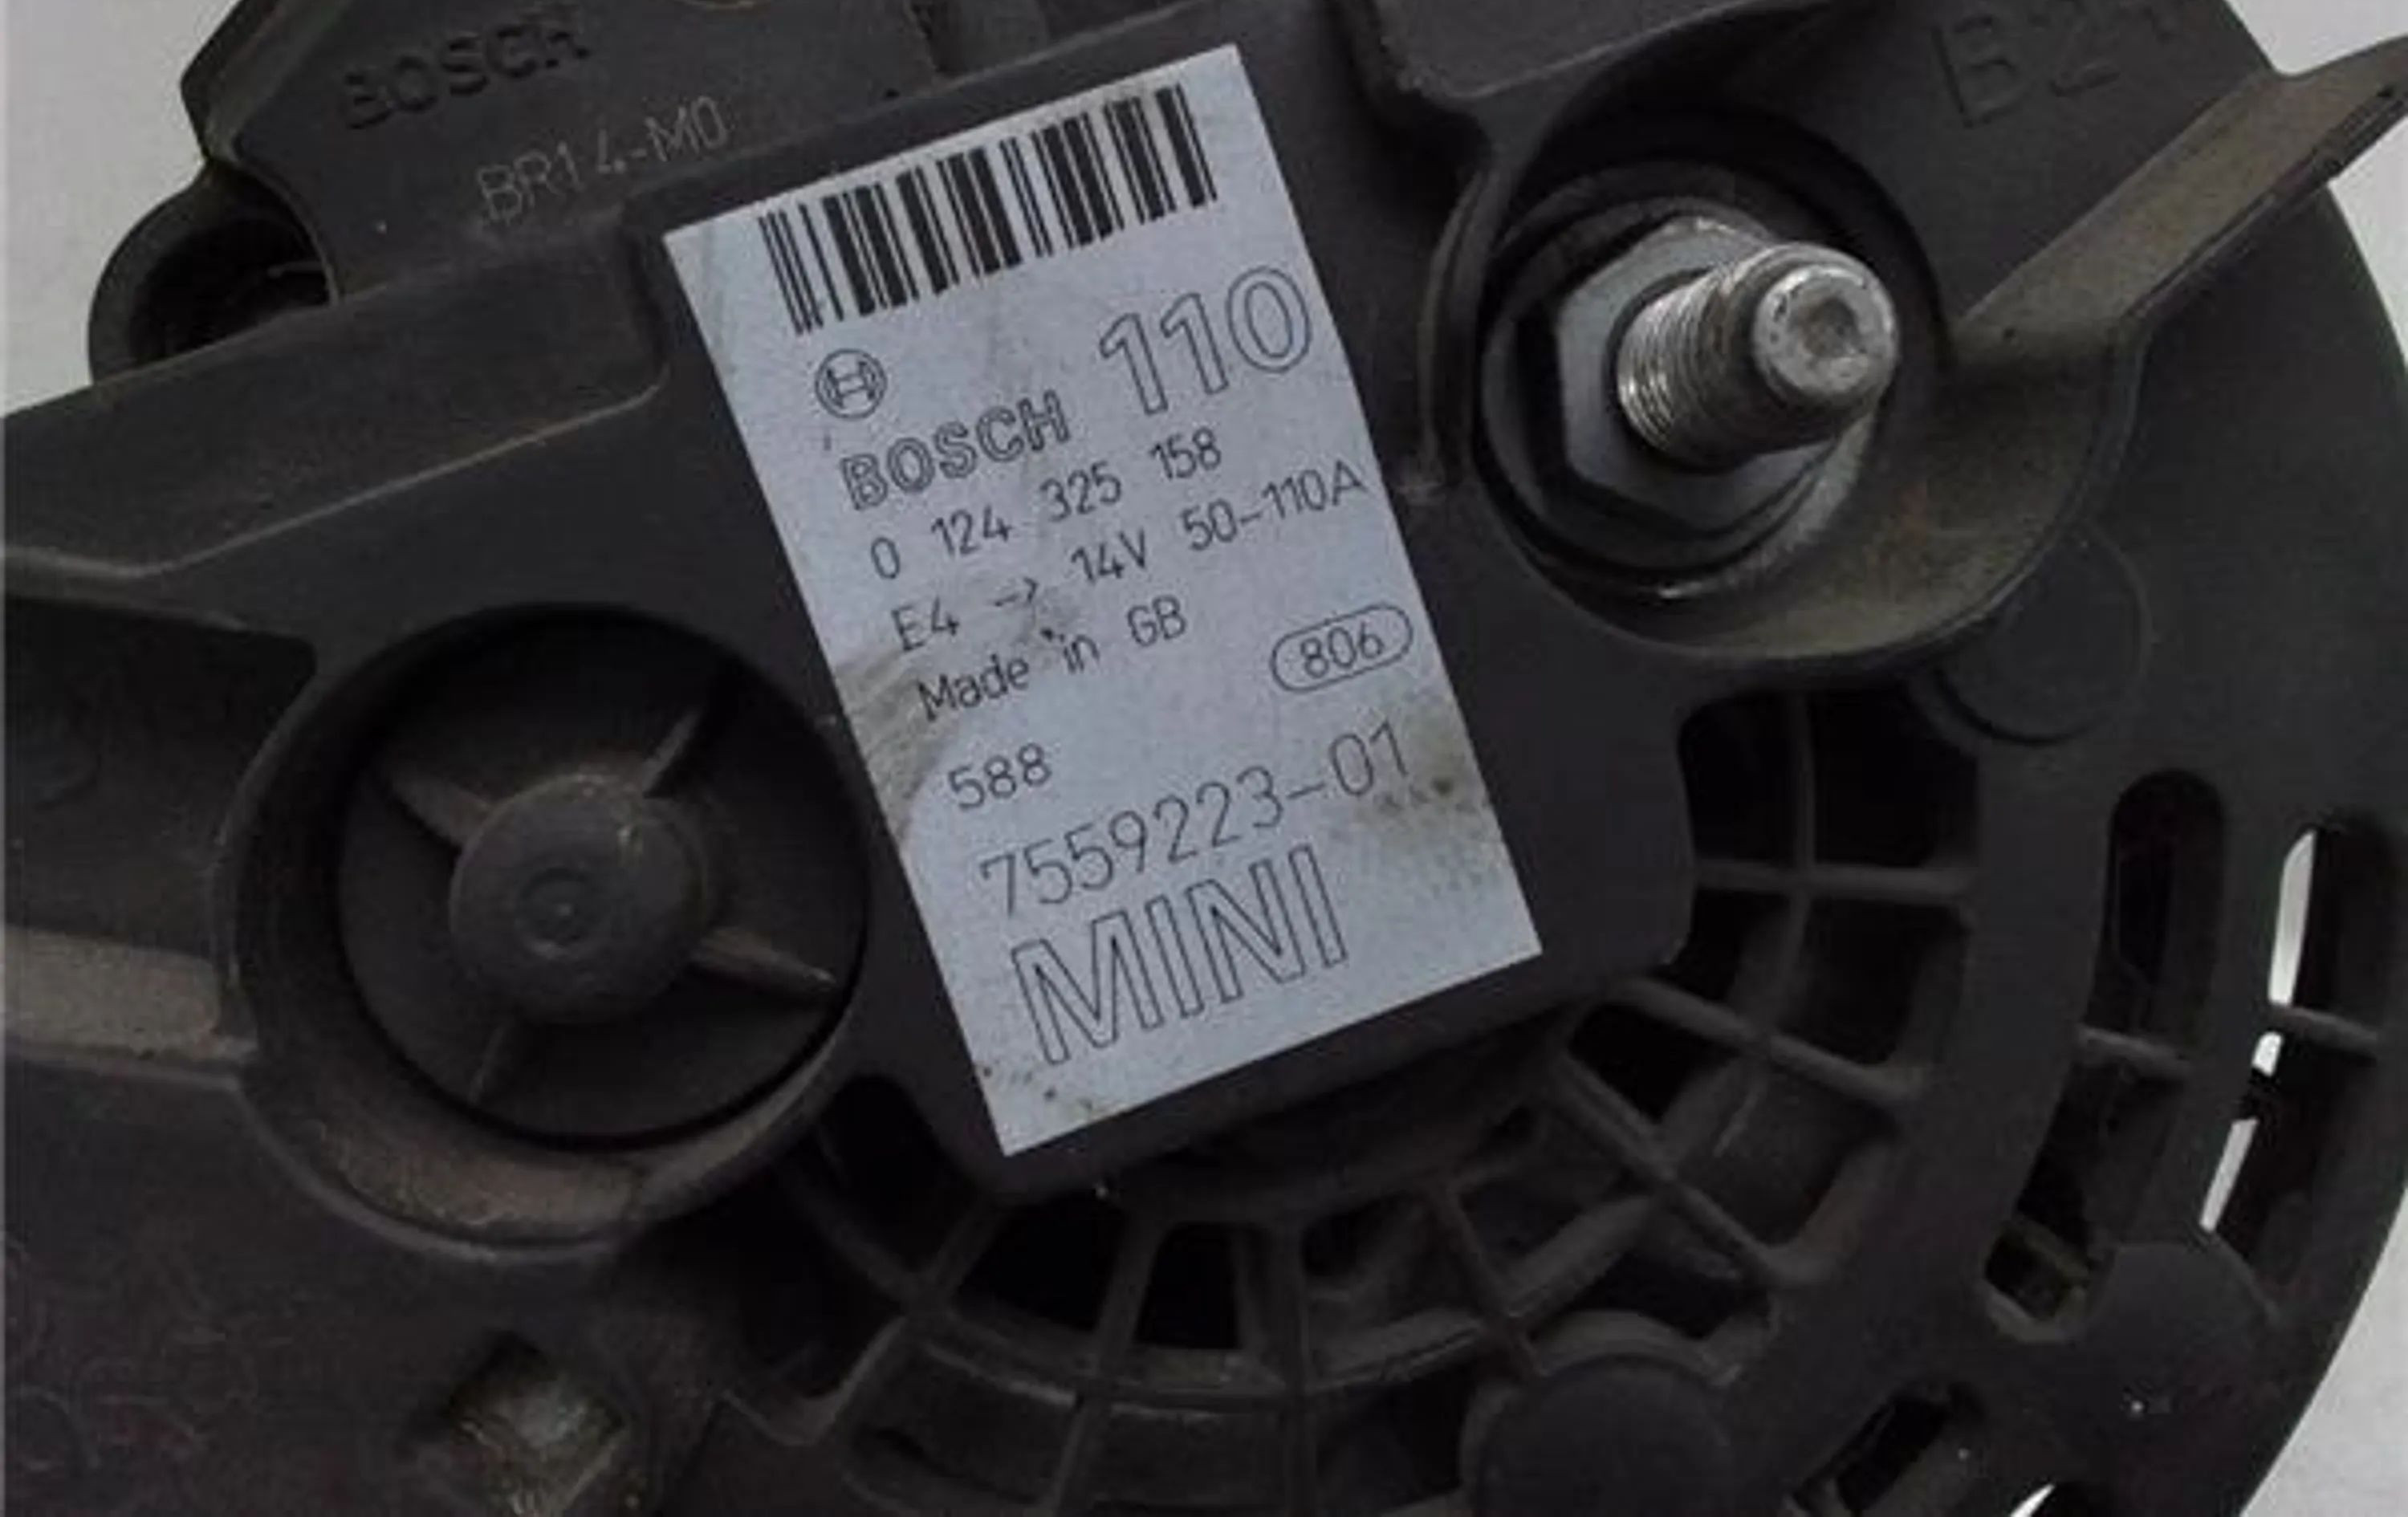 BOSCH
BR14-M0
B2
BOSCH 110
0 124 325 158
E4 -> 14V 50-110A
Made in GB
806
588
7559223-01
MINI